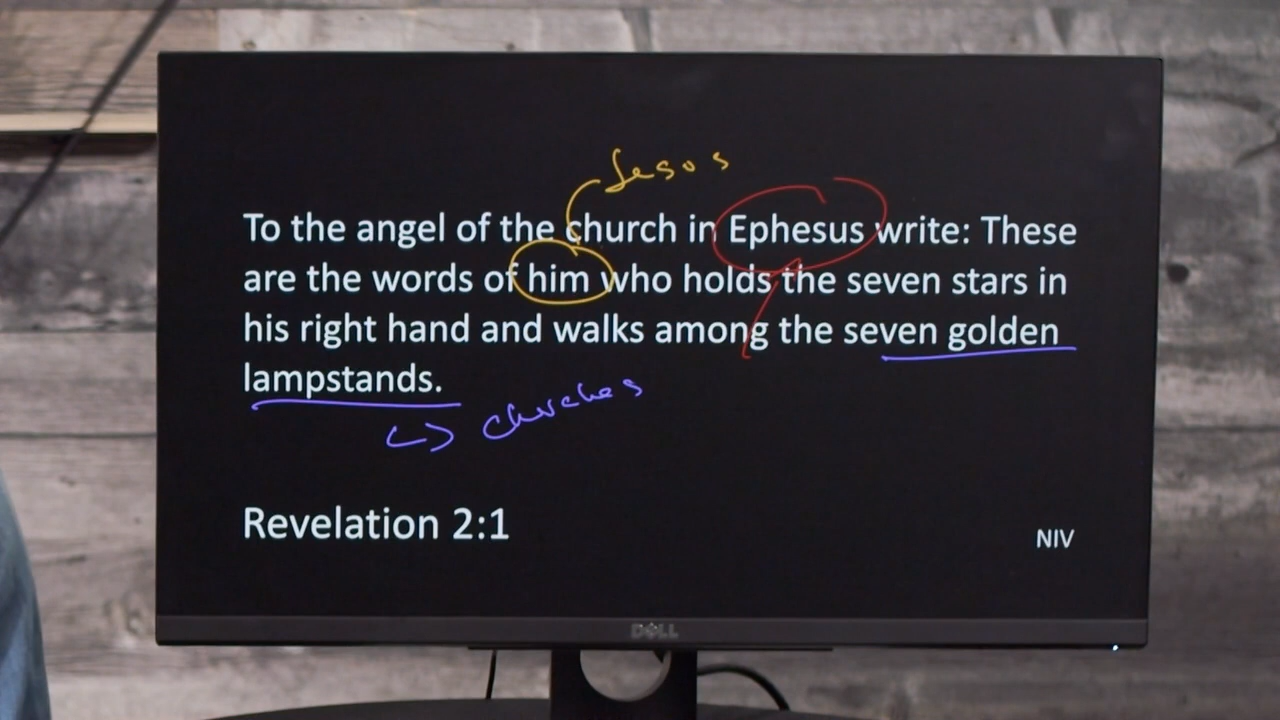 Jesus
To the angel of the church in Ephesus write: These
are the words of him who holds the seven stars in
his right hand and walks among the seven golden
lampstands.
churches
Revelation 2:1
NIV
DELL